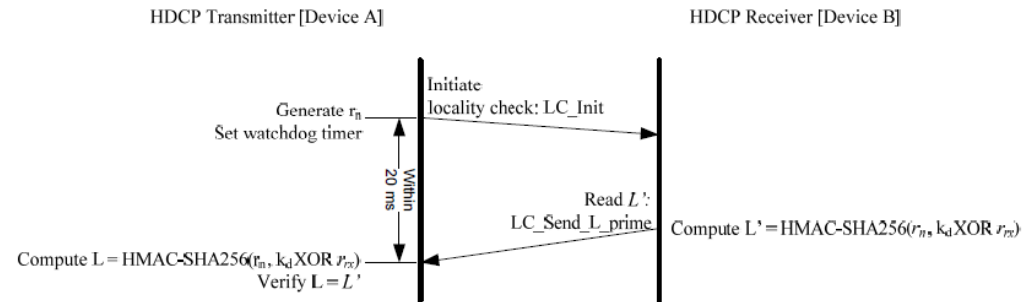 HDCP Transmitter [Device A]
HDCP Receiver [Device B]
Initiate
locality check: LC_Init
Generate rn
Set watchdog timer
Within
20 ms
Read L':
LC_Send_L_prime
Compute L' = HMAC-SHA256(rn, kd XOR rrx)
Compute L = HMAC-SHA256(rn, kd XOR rrx)
Verify L = L'